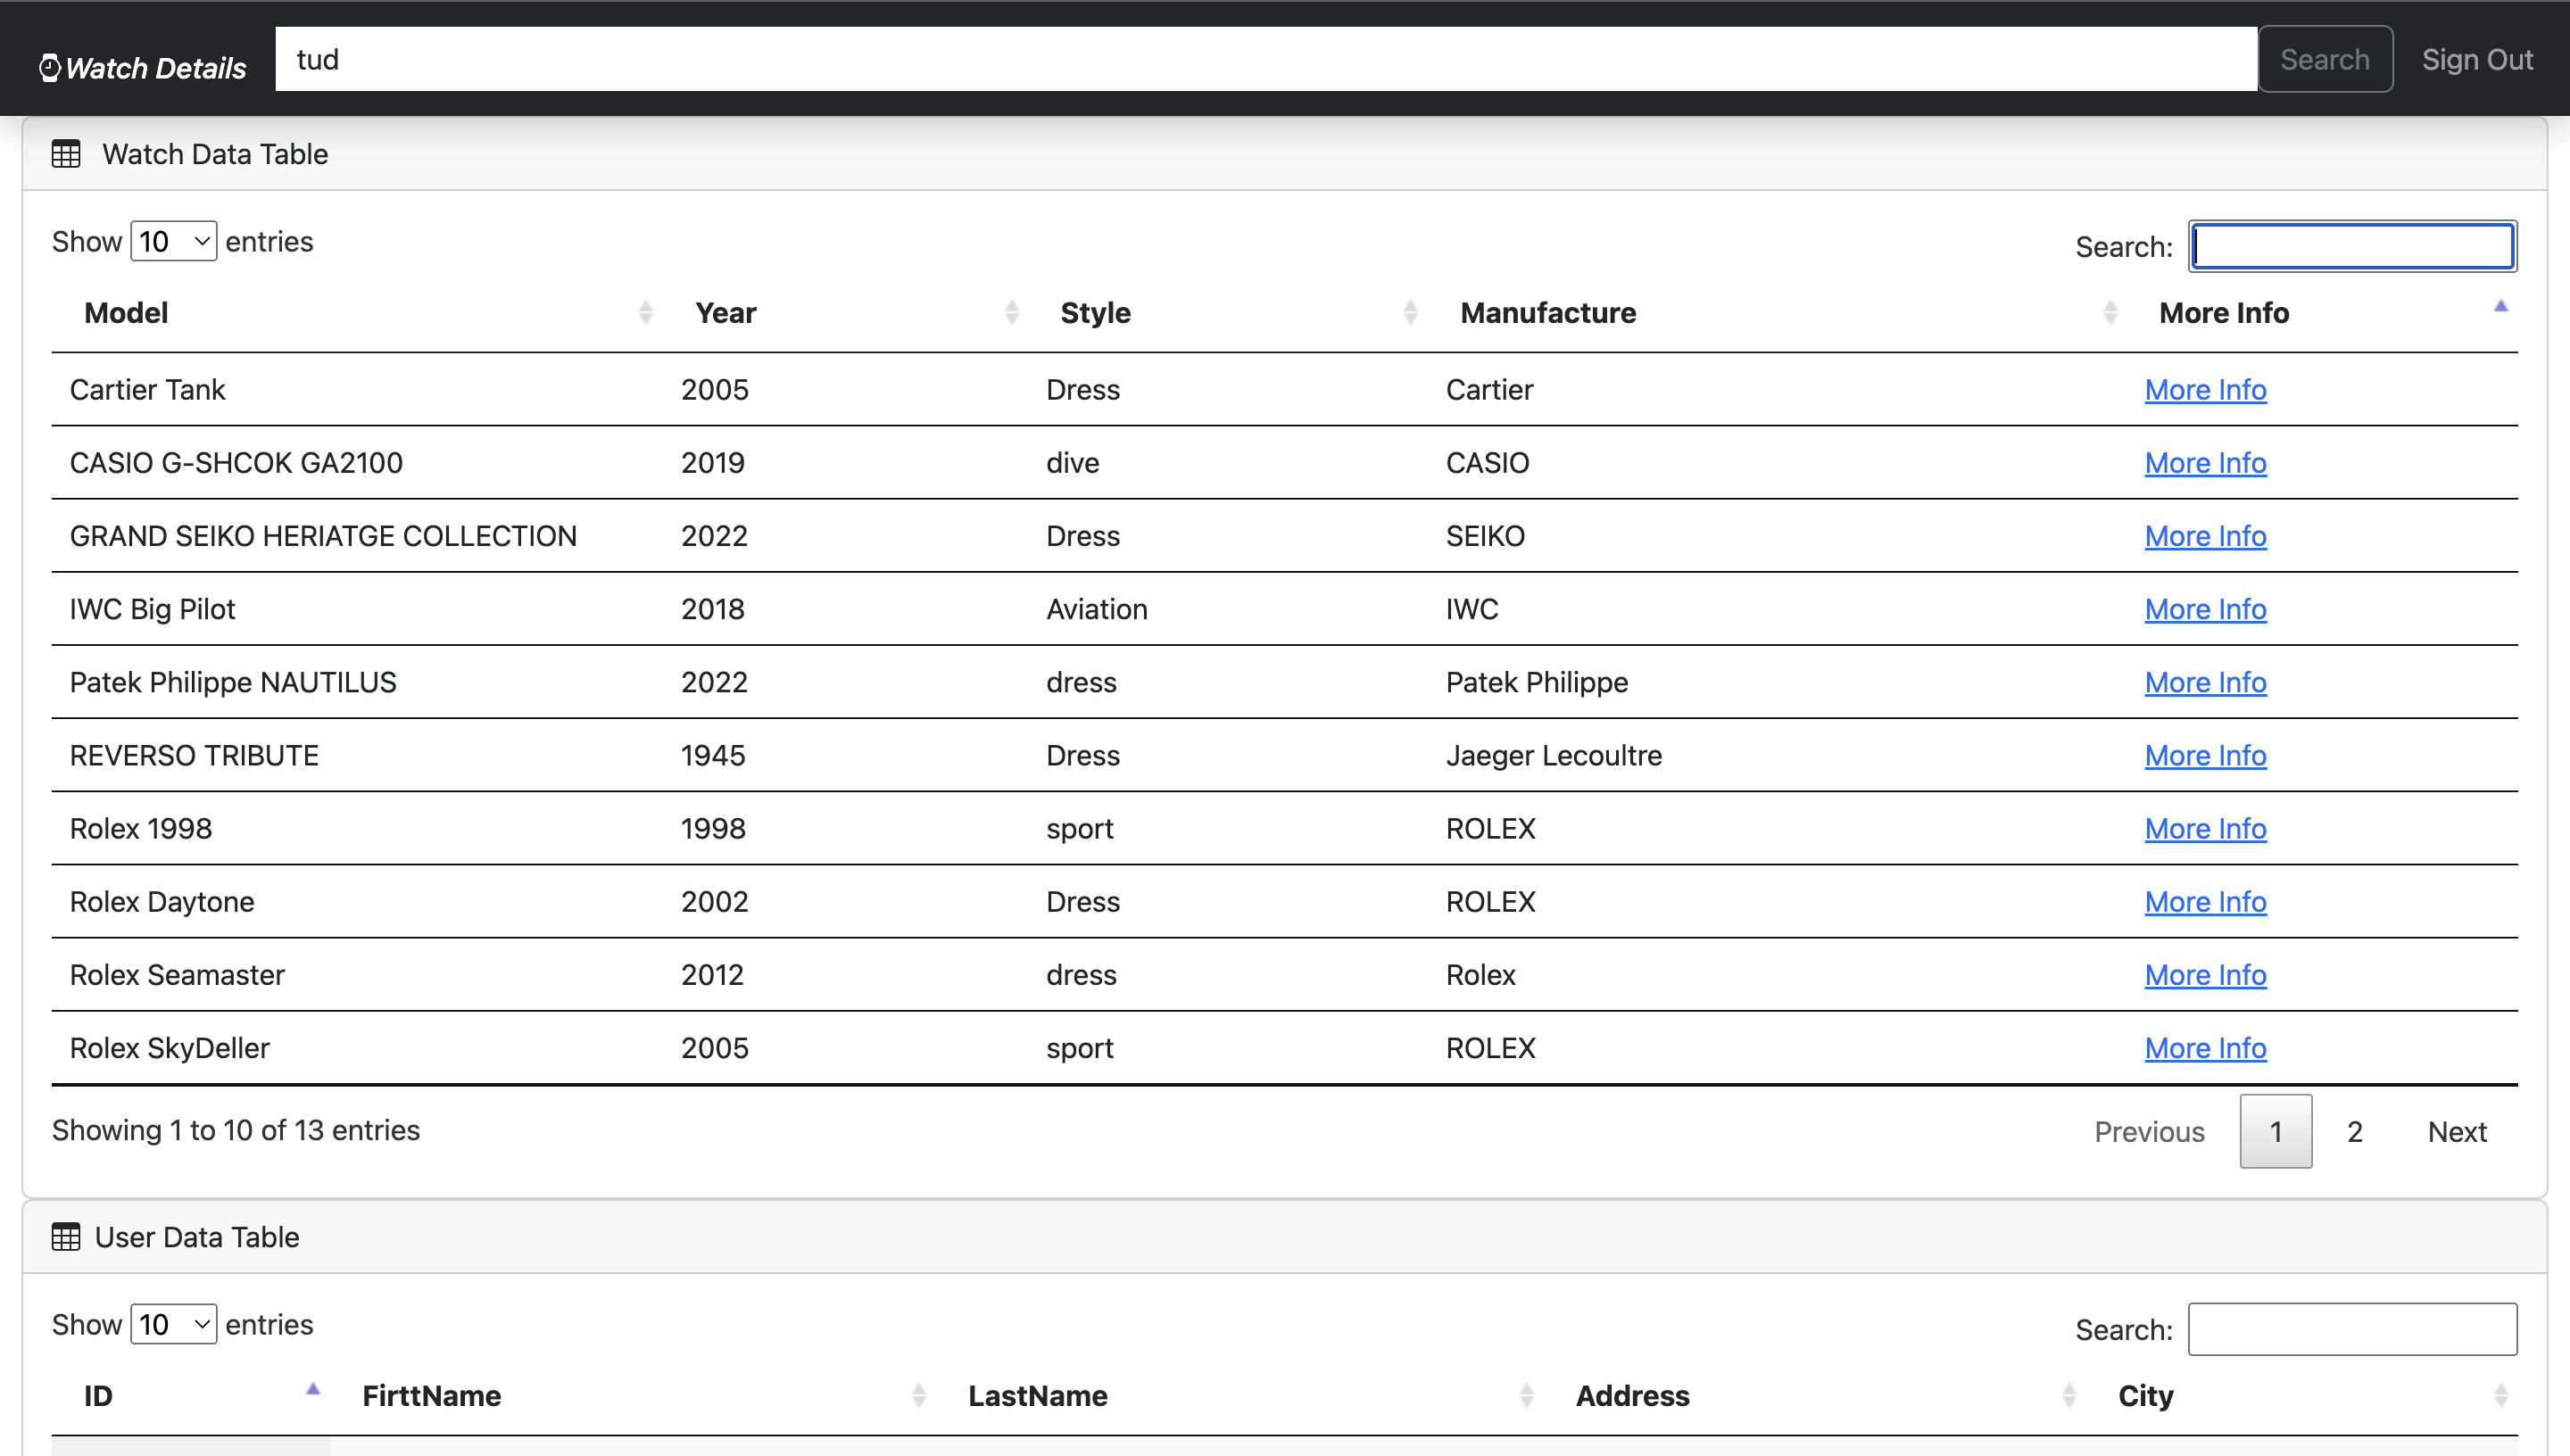 Watch Details tud Search Sign Out
Watch Data Table
Show 10 entries Search:
Model Year Style Manufacture More Info
Cartier Tank 2005 Dress Cartier More Info
CASIO G-SHCOK GA2100 2019 dive CASIO More Info
GRAND SEIKO HERIATGE COLLECTION 2022 Dress SEIKO More Info
IWC Big Pilot 2018 Aviation IWC More Info
Patek Philippe NAUTILUS 2022 dress Patek Philippe More Info
REVERSO TRIBUTE 1945 Dress Jaeger Lecoultre More Info
Rolex 1998 1998 sport ROLEX More Info
Rolex Daytone 2002 Dress ROLEX More Info
Rolex Seamaster 2012 dress Rolex More Info
Rolex SkyDeller 2005 sport ROLEX More Info
Showing 1 to 10 of 13 entries Previous 1 2 Next
User Data Table
Show 10 entries Search:
ID FirttName LastName Address City